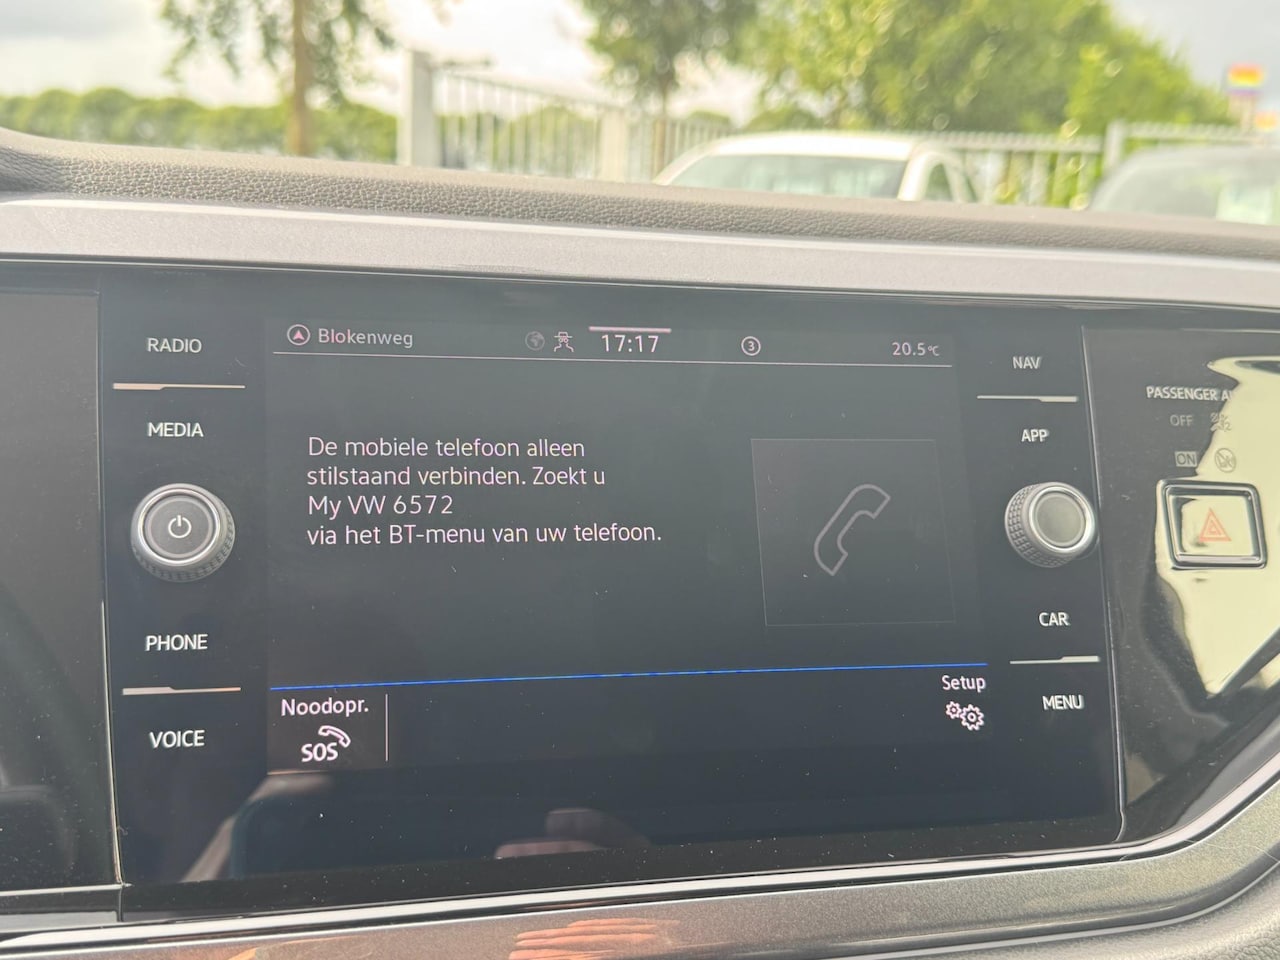 RADIO
MEDIA
PHONE
VOICE
Blokenweg
17:17
3
20.5°C
De mobiele telefoon alleen
stilstaand verbinden. Zoekt u
My VW 6572
via het BT-menu van uw telefoon.
Noodopr.
SOS
Setup
NAV
APP
CAR
MENU
PASSENGER
OFF
ON